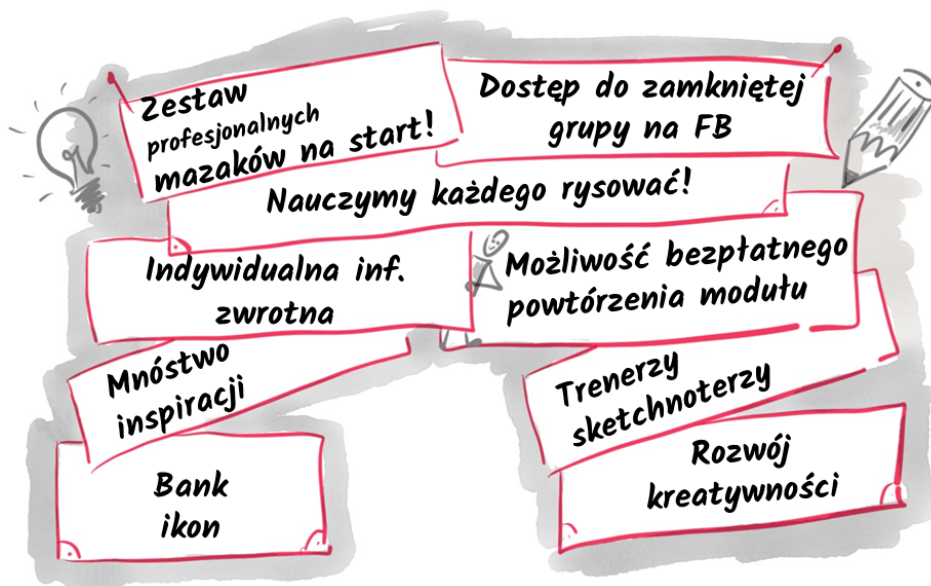 Zestaw
profesjonalnych
mazaków na start!
Dostęp do zamkniętej
grupy na FB
Nauczymy każdego rysować!
Indywidualna inf.
zwrotna
Możliwość bezpłatnego
powtórzenia modułu
Mnóstwo
inspiracji
Trenerzy
sketchnoterzy
Bank
ikon
Rozwój
kreatywności